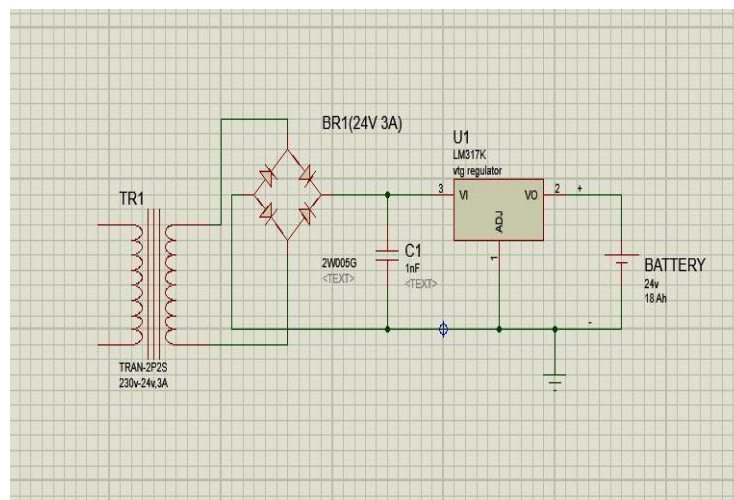 BR1(24V 3A)
U1
LM317K
vtg regulator
3
VI
VO
2
+
ADJ
1
TR1
C1
1nF
<TEXT>
2W005G
<TEXT>
BATTERY
24v
18 Ah
-
TRAN-2P2S
230v-24v,3A